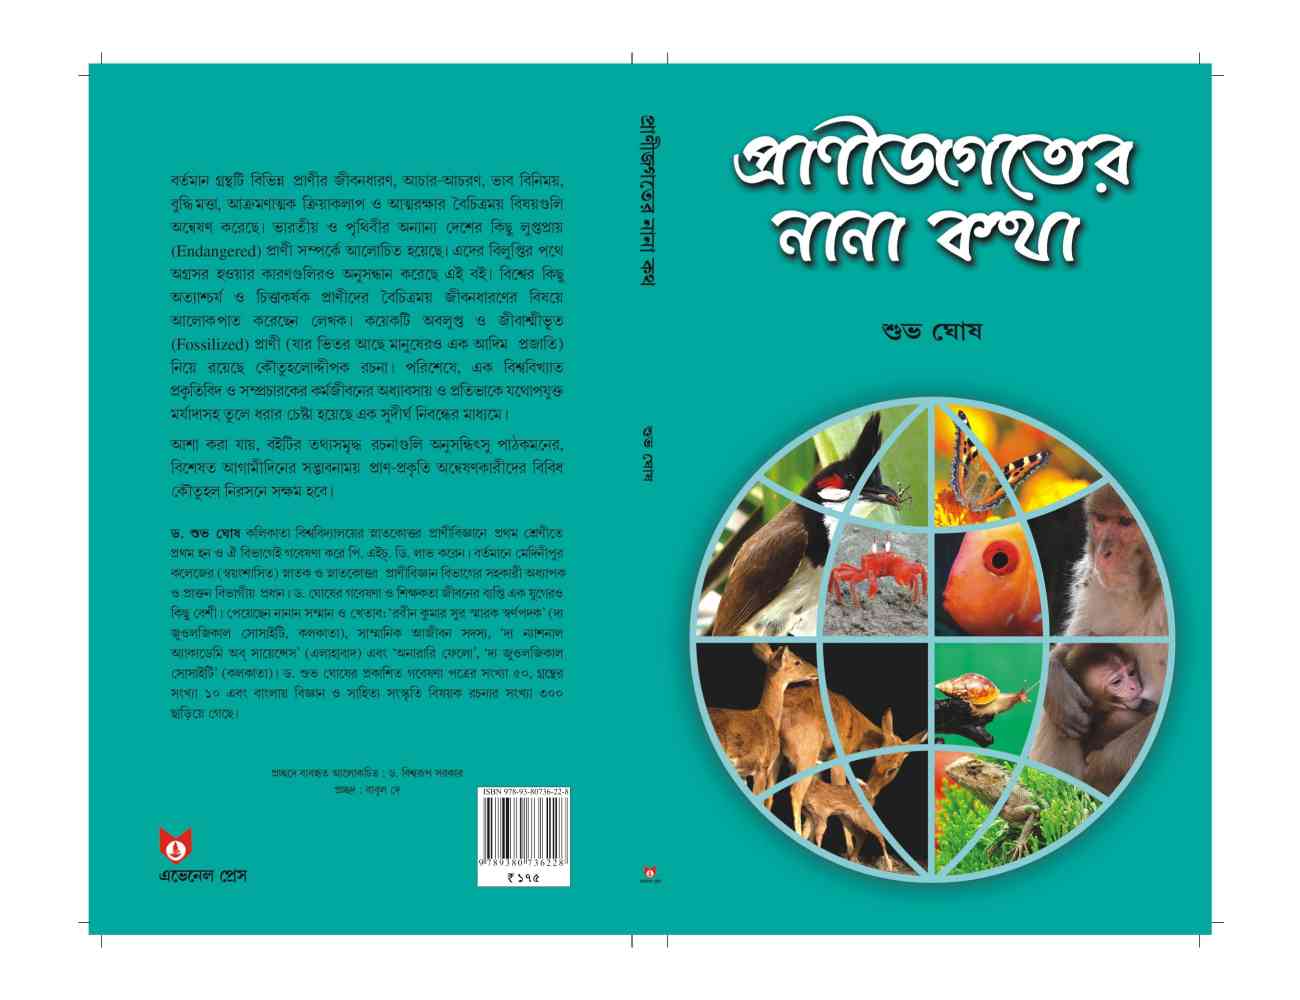 বর্তমান গ্রন্থটি বিভিন্ন প্রাণীর জীবনধারণ, আচার-আচরণ, ভাব বিনিময়,
বুদ্ধিমত্তা, আক্রমণাত্মক ক্রিয়াকলাপ ও আত্মরক্ষার বৈচিত্রময় বিষয়গুলি
অন্বেষণ করেছে। ভারতীয় ও পৃথিবীর অন্যান্য দেশের কিছু লুপ্তপ্রায়
(Endangered) প্রাণী সম্পর্কে আলোচিত হয়েছে। এদের বিলুপ্তির পথে
অগ্রসর হওয়ার কারণগুলিরও অনুসন্ধান করেছে এই বই। বিশ্বের কিছু
অত্যাশ্চর্য ও চিত্তাকর্ষক প্রাণীদের বৈচিত্রময় জীবনধারণের বিষয়ে
আলোকপাত করেছেন লেখক। কয়েকটি অবলুপ্ত ও জীবাশ্মীভূত
(Fossilized) প্রাণী (যার ভিতর আছে মানুষেরও এক আদিম প্রজাতি)
নিয়ে রয়েছে কৌতূহলোদ্দীপক রচনা। পরিশেষে, এক বিশ্ববিখ্যাত
প্রকৃতিবিদ ও সম্প্রচারকের কর্মজীবনের অধ্যাবসায় ও প্রতিভাকে যথোপযুক্ত
মর্যাদাসহ তুলে ধরার চেষ্টা হয়েছে এক সুদীর্ঘ নিবন্ধের মাধ্যমে।
আশা করা যায়, বইটির তথ্যসমৃদ্ধ রচনাগুলি অনুসন্ধিৎসু পাঠকমনের,
বিশেষত আগামীদিনের সম্ভাবনাময় প্রাণ-প্রকৃতি অন্বেষণকারীদের বিবিধ
কৌতূহল নিরসনে সক্ষম হবে।
ড. শুভ ঘোষ কলিকাতা বিশ্ববিদ্যালয়ের স্নাতকোত্তর প্রাণীবিজ্ঞানে প্রথম শ্রেণীতে
প্রথম হন ও ঐ বিভাগেই গবেষণা করে পি. এইচ্. ডি. লাভ করেন। বর্তমানে মেদিনীপুর
কলেজের (স্বয়ংশাসিত) স্নাতক ও স্নাতকোত্তর প্রাণীবিজ্ঞান বিভাগের সহকারী অধ্যাপক
ও প্রাক্তন বিভাগীয় প্রধান। ড. ঘোষের গবেষণা ও শিক্ষকতা জীবনের ব্যপ্তি এক যুগেরও
কিছু বেশী। পেয়েছেন নানান সম্মান ও খেতাব: ‘রবীন কুমার সুর স্মারক স্বর্ণপদক’ (দ্য
জুওলজিকাল সোসাইটি, কলকাতা), সাম্মানিক আজীবন সদস্য, ‘দ্য ন্যাশনাল
অ্যাকাডেমি অব্ সায়েন্সেস’ (এলাহাবাদ) এবং ‘অনারারি ফেলো’, ‘দ্য জুওলজিকাল
সোসাইটি’ (কলকাতা)। ড. শুভ ঘোষের প্রকাশিত গবেষণা পত্রের সংখ্যা ৫০, গ্রন্থের
সংখ্যা ১০ এবং বাংলায় বিজ্ঞান ও সাহিত্য সংস্কৃতি বিষয়ক রচনার সংখ্যা ৩০০
ছাড়িয়ে গেছে।
প্রচ্ছদে ব্যবহৃত আলোকচিত্র : ড. বিশ্বরূপ সরকার
প্রচ্ছদ : বাবুল দে
ISBN 978-93-80736-22-8
9 789380 736228
₹ ১৭৫
এভেনেল প্রেস
প্রাণীজগতের নানা কথা
শুভ ঘোষ
এভেনেল প্রেস
প্রাণীজগতের
নানা কথা
শুভ ঘোষ